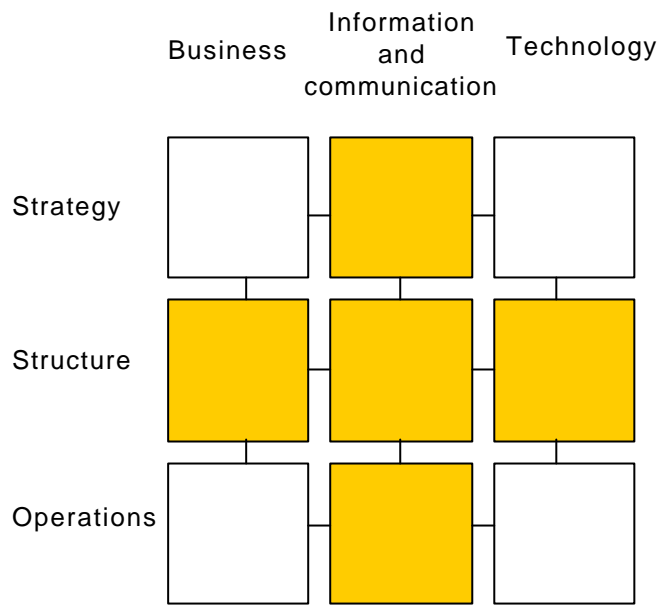 Business
Information
and
communication
Technology
Strategy
Structure
Operations